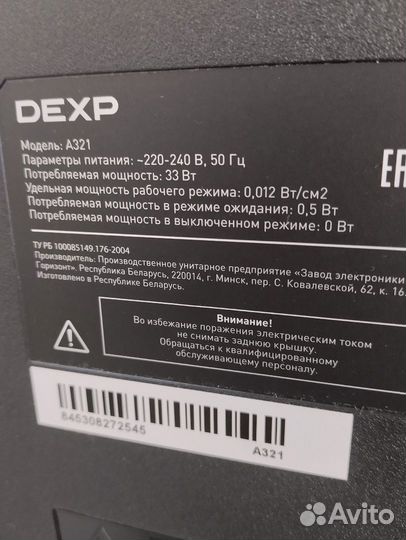 DEXP
Модель: А321
Параметры питания: ~220-240 В, 50 Гц
Потребляемая мощность: 33 Вт
Удельная мощность рабочего режима: 0,012 Вт/см2
Потребляемая мощность в режиме ожидания: 0,5 Вт
Потребляемая мощность в выключенном режиме: 0 Вт
ТУ РБ 100085149.176-2004
Производитель: Производственное унитарное предприятие «Завод электроники
Горизонт». Республика Беларусь, 220014, г. Минск, пер. С. Ковалевской, 62, к. 16.
Изготовлено в Республике Беларусь.
Внимание!
Во избежание поражения электрическим током
не снимать заднюю крышку.
Обращаться к квалифицированному
обслуживающему персоналу.
845308272545
A321
Avito